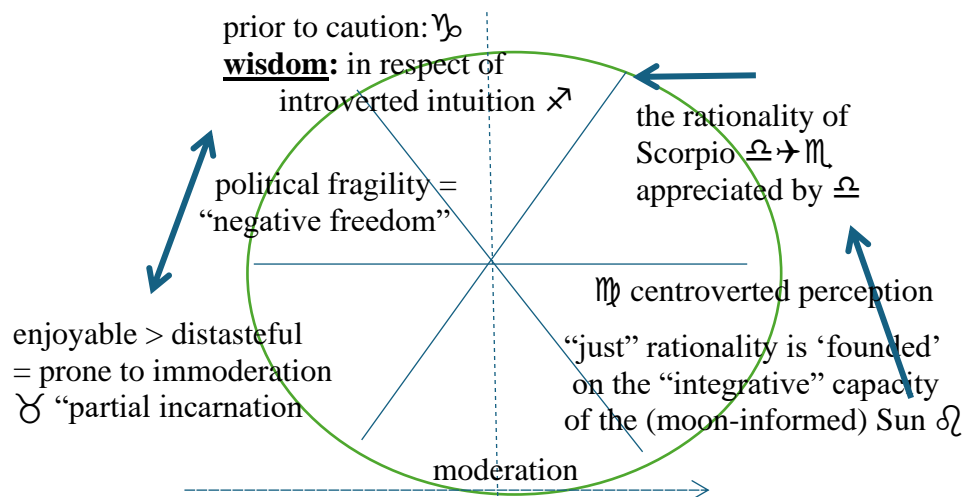 prior to caution: ♑
wisdom: in respect of
introverted intuition ♐
the rationality of
Scorpio ♎✈♏
appreciated by ♎
political fragility =
“negative freedom”
♍ centroverted perception
enjoyable > distasteful
= prone to immoderation
♉ “partial incarnation
“just” rationality is ‘founded’
on the “integrative” capacity
of the (moon-informed) Sun ♌
moderation